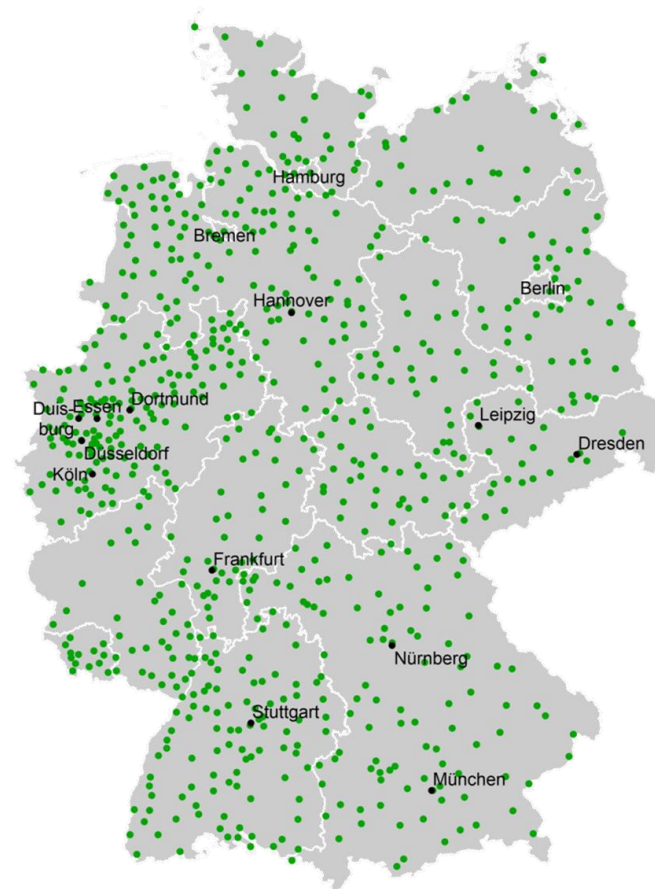 Hamburg
Bremen
Berlin
Hannover
Duis-Essen Dortmund
burg
Düsseldorf
Köln
Leipzig
Dresden
Frankfurt
Nürnberg
Stuttgart
München